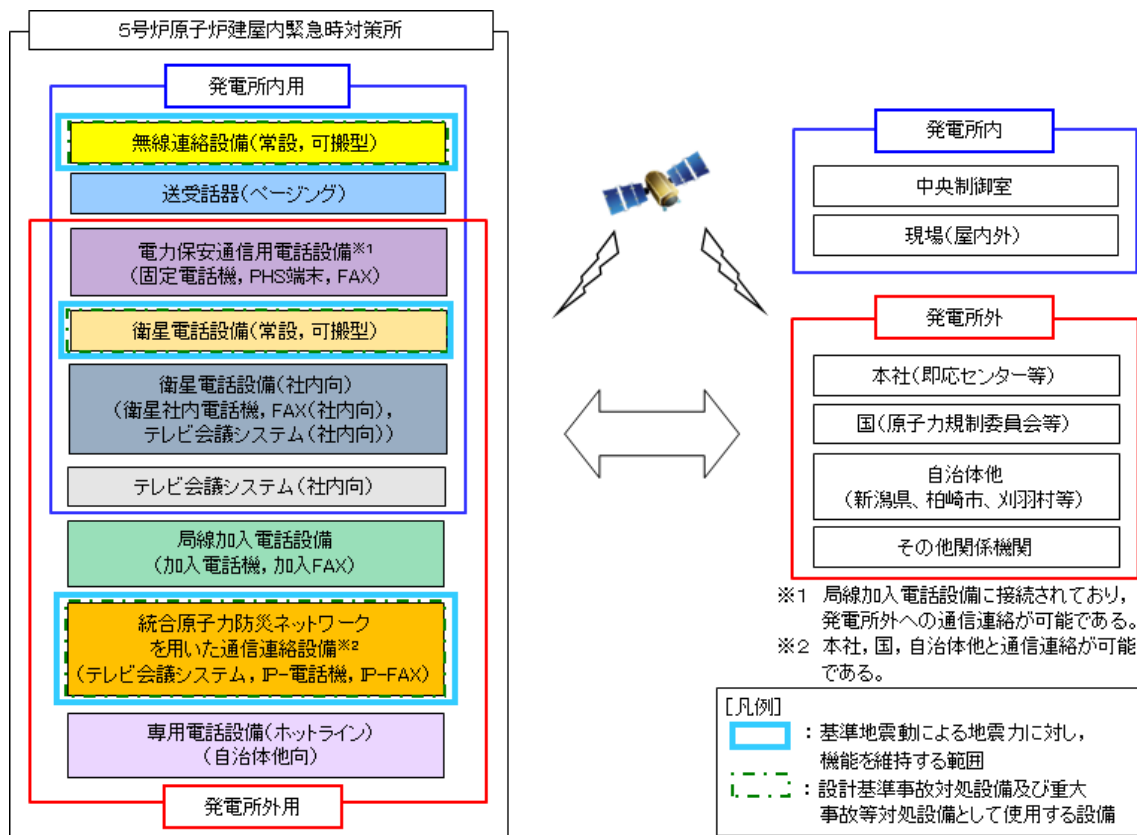 5号炉原子炉建屋内緊急時対策所
発電所内用
無線連絡設備(常設，可搬型)
送受話器(ページング)
電力保安通信用電話設備※1
(固定電話機，PHS端末，FAX)
衛星電話設備(常設，可搬型)
衛星電話設備(社内向)
(衛星社内電話機，FAX(社内向)，
テレビ会議システム(社内向))
テレビ会議システム(社内向)
局線加入電話設備
(加入電話機，加入FAX)
統合原子力防災ネットワーク
を用いた通信連絡設備※2
(テレビ会議システム，IP-電話機，IP-FAX)
専用電話設備(ホットライン)
(自治体他向)
発電所外用
発電所内
中央制御室
現場(屋内外)
発電所外
本社(即応センター等)
国(原子力規制委員会等)
自治体他
(新潟県、柏崎市、刈羽村等)
その他関係機関
※1 局線加入電話設備に接続されており，
発電所外への通信連絡が可能である。
※2 本社，国，自治体他と通信連絡が可能
である。
[凡例]
：基準地震動による地震力に対し，
機能を維持する範囲
：設計基準事故対処設備及び重大
事故等対処設備として使用する設備